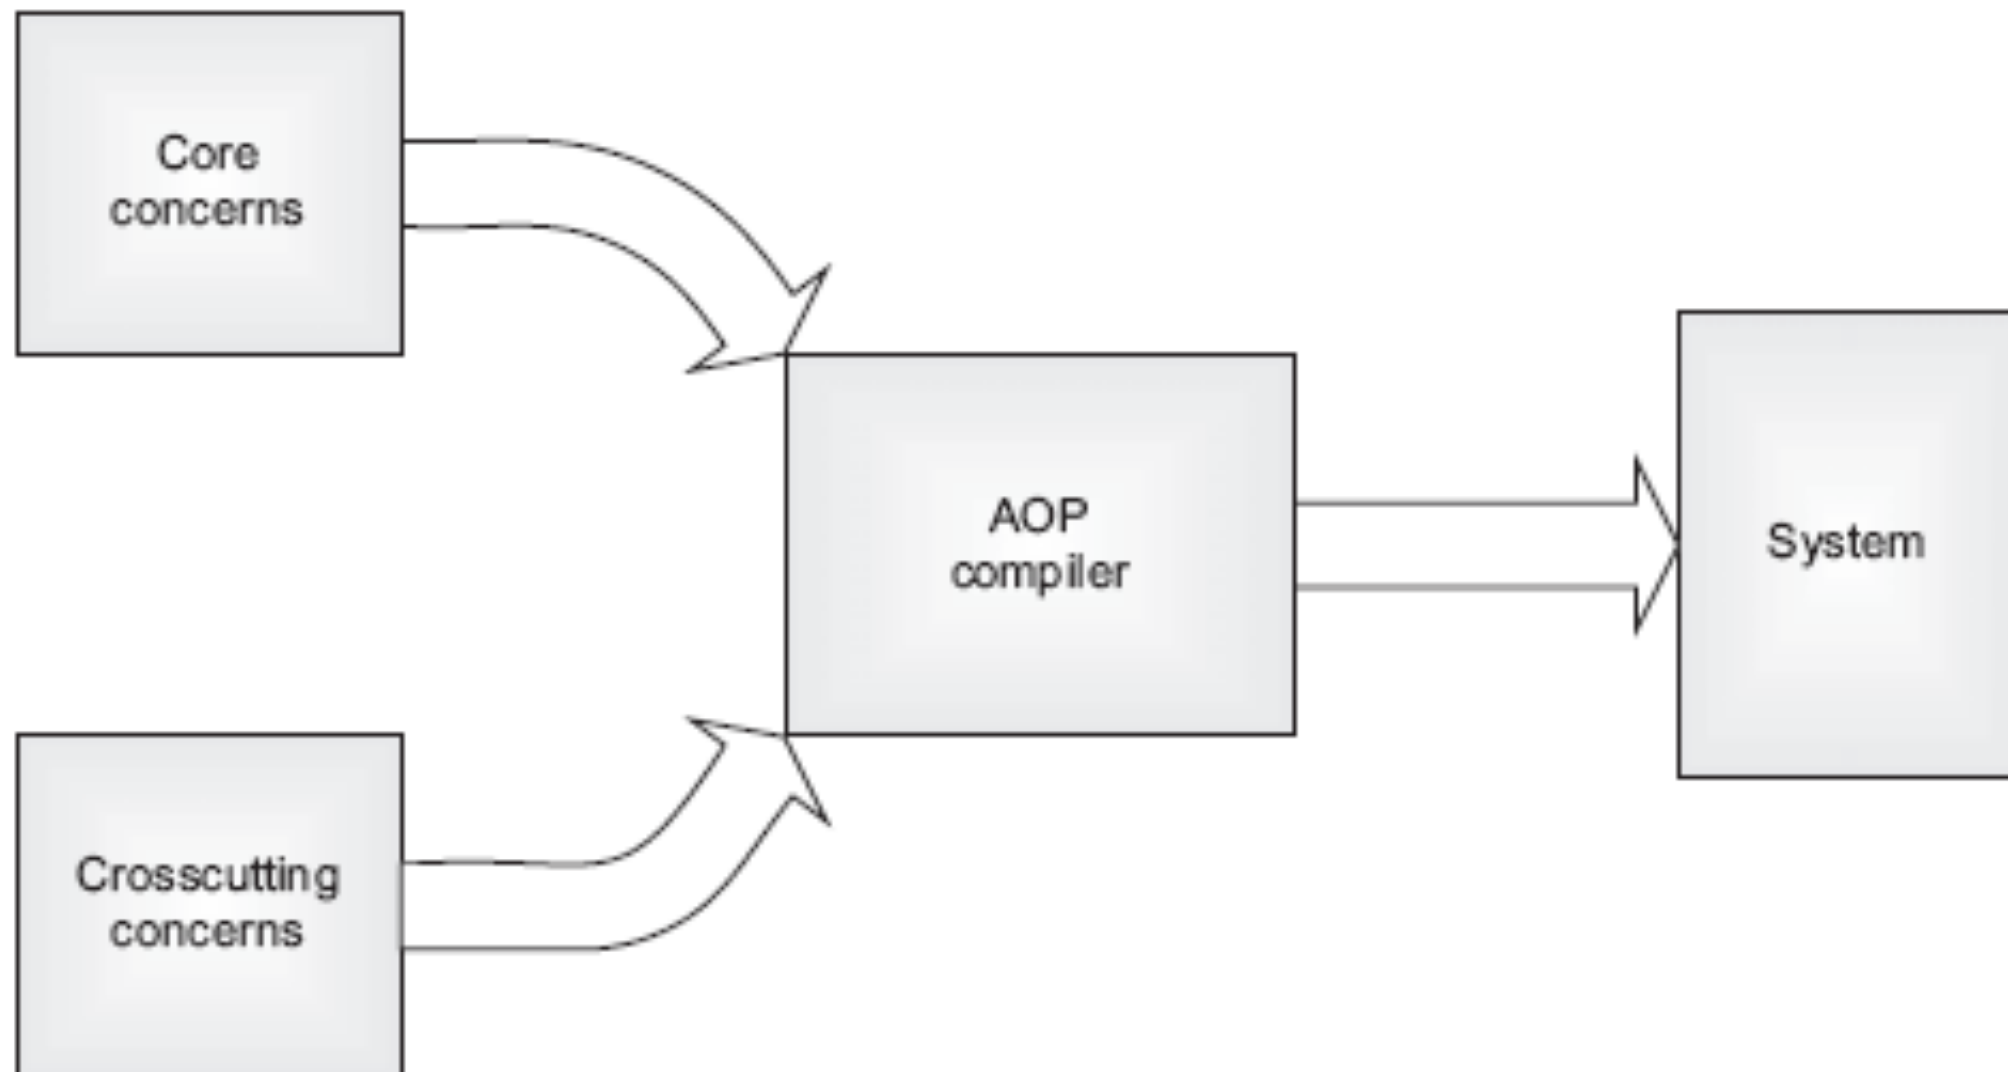 Core
concerns
AOP
compiler
System
Crosscutting
concerns